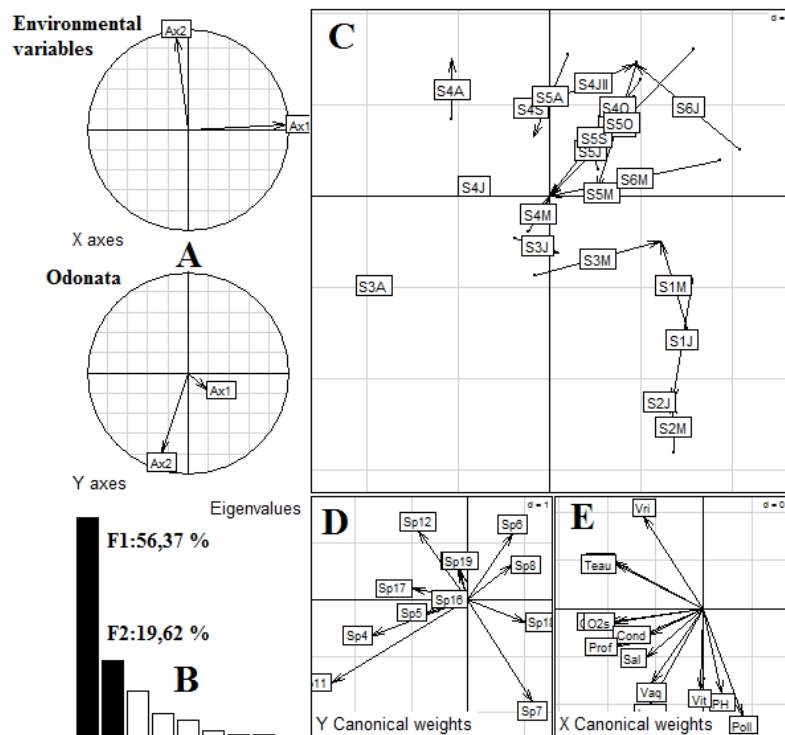 Environmental
variables
Ax2
Ax1
X axes
A
Odonata
Ax1
Ax2
Y axes
Eigenvalues
F1:56,37 %
F2:19,62 %
B
C
S4A
S5A
S4JII
S4S
S4O
S6J
S5O
S5S
S5J
S4J
S6M
S5M
S4M
S3J
S3M
S3A
S1M
S1J
S2J
S2M
D
d = 1
Sp12
Sp6
Sp19
Sp8
Sp17
Sp16
Sp5
Sp4
Sp7
Y Canonical weights
E
Vri
Teau
O2s
Cond
Prof
Sal
Vaq
Vit
PH
Poll
X Canonical weights